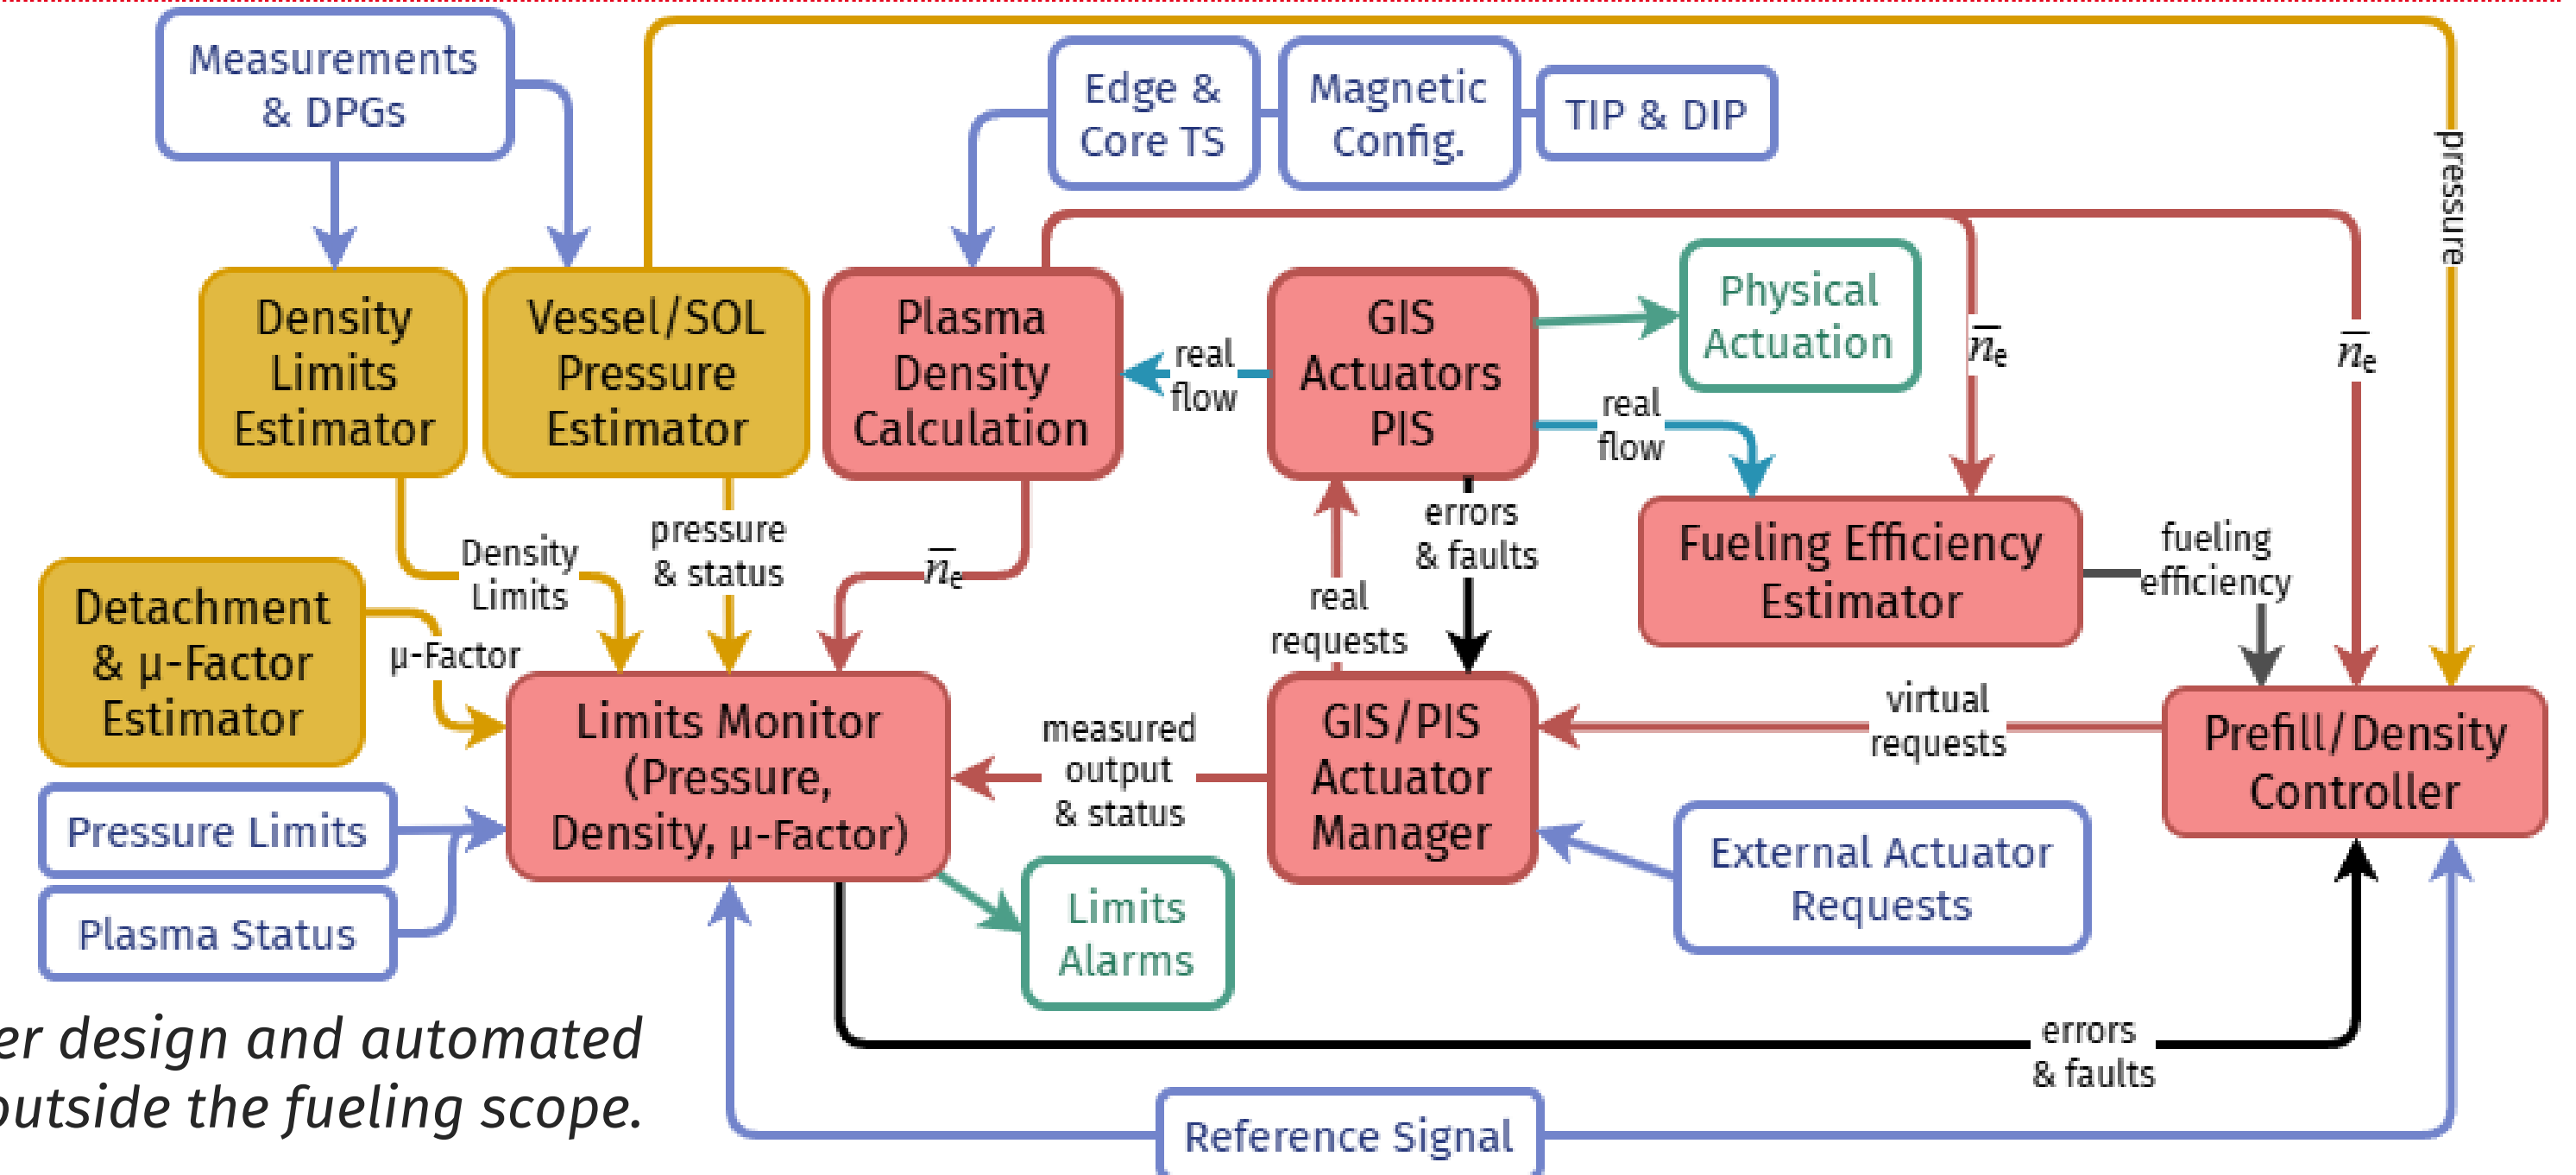 Measurements
& DPGs
Edge &
Core TS
Magnetic
Config.
TIP & DIP
pressure
Density
Limits
Estimator
Vessel/SOL
Pressure
Estimator
Plasma
Density
Calculation
real
flow
GIS
Actuators
PIS
Physical
Actuation
real
flow
n̅e
n̅e
Density
Limits
pressure
& status
n̅e
errors
& faults
real
requests
Fueling Efficiency
Estimator
fueling
efficiency
Detachment
& µ-Factor
Estimator
µ-Factor
Limits Monitor
(Pressure,
Density, µ-Factor)
measured
output
& status
GIS/PIS
Actuator
Manager
virtual
requests
Prefill/Density
Controller
Pressure Limits
Plasma Status
Limits
Alarms
External Actuator
Requests
er design and automated
outside the fueling scope.
errors
& faults
Reference Signal